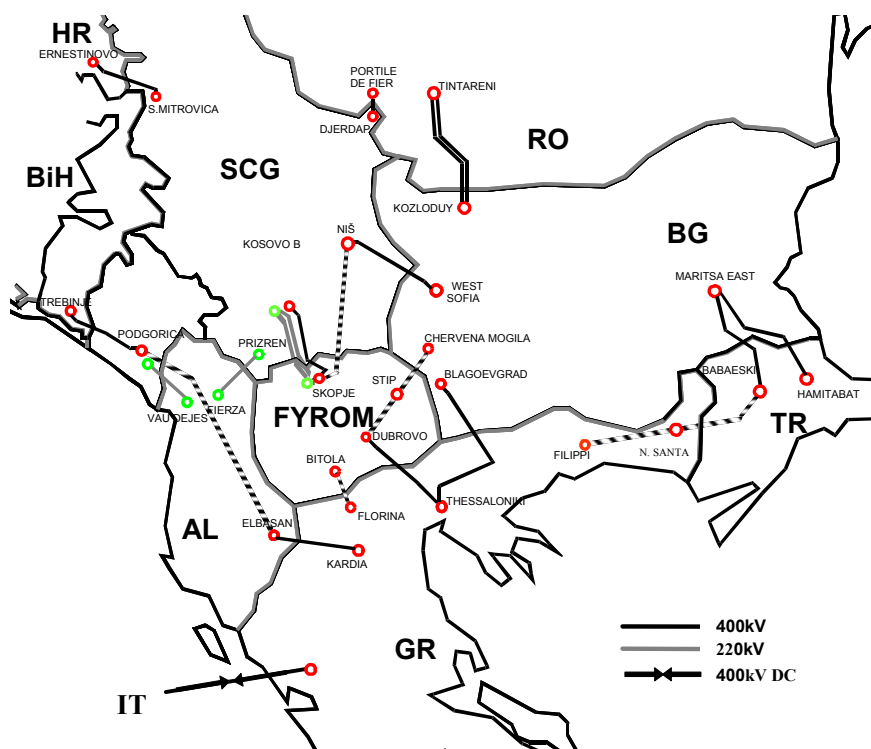 HR
ERNESTINOVO
S.MITROVICA
PORTILE
DE FIER
DJERDAP
TINTARENI
RO
BiH
SCG
KOZLODUY
KOSOVO B
NIŠ
BG
WEST
SOFIA
MARITSA EAST
TREBINJE
PODGORICA
PRIZREN
CHERVENA MOGILA
VAU DEJES
FIERZA
SKOPJE
STIP
BLAGOEVGRAD
BABAESKI
HAMITABAT
FYROM
TR
DUBROVO
FILIPPI
N. SANTA
BITOLA
FLORINA
THESSALONIKI
AL
ELBASAN
KARDIA
GR
IT
400kV
220kV
400kV DC